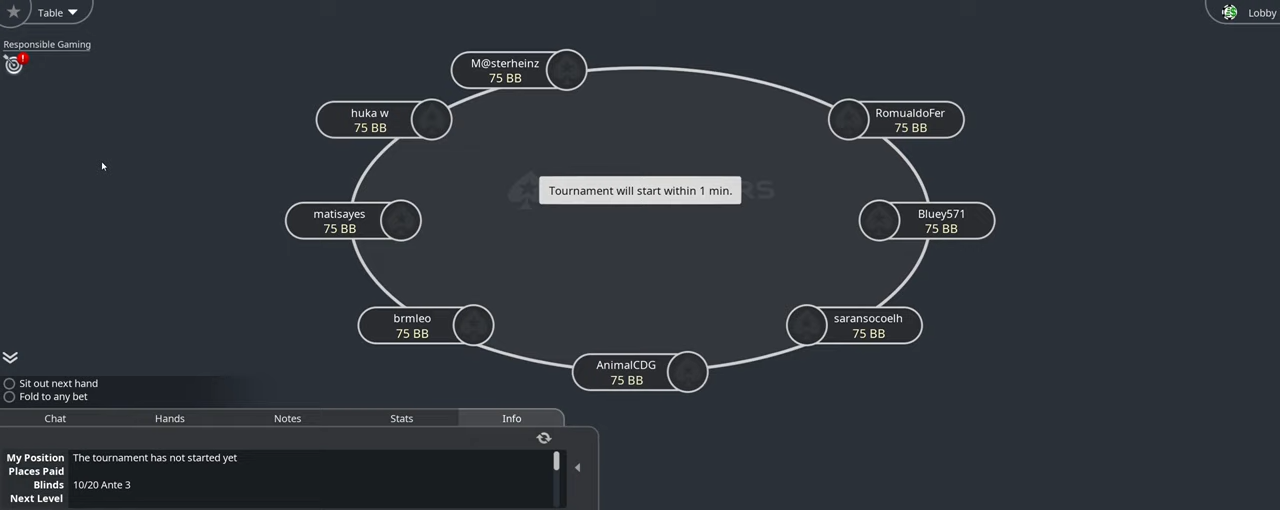 Table
Lobby
Responsible Gaming
M@sterheinz
75 BB
huka w
75 BB
RomualdoFer
75 BB
Tournament will start within 1 min.
matisayes
75 BB
Bluey571
75 BB
brmleo
75 BB
saransocoelh
75 BB
AnimalCDG
75 BB
Sit out next hand
Fold to any bet
Chat Hands Notes Stats Info
My Position The tournament has not started yet
Places Paid
Blinds 10/20 Ante 3
Next Level